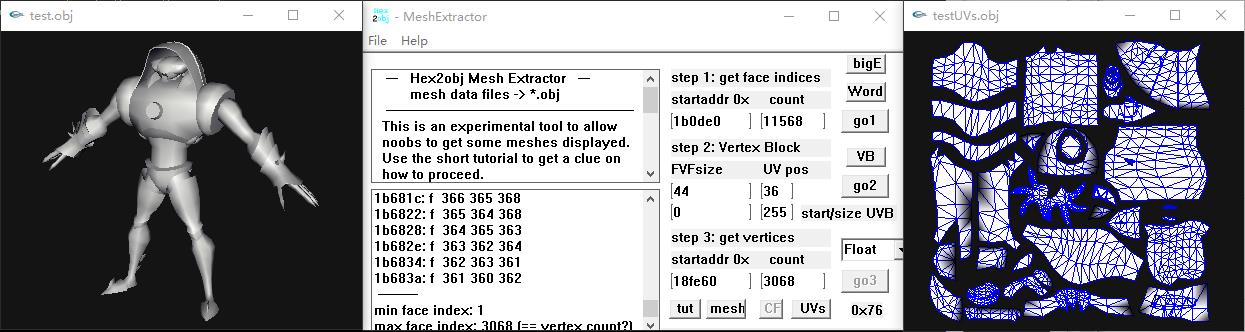 test.obj
Hex
2obj
- MeshExtractor
testUVs.obj
File Help
— Hex2obj Mesh Extractor —
mesh data files -> *.obj
This is an experimental tool to allow
noobs to get some meshes displayed.
Use the short tutorial to get a clue on
how to proceed.
1b681c: f 366 365 368
1b6822: f 365 364 368
1b6828: f 365 363 364
1b682e: f 363 362 364
1b6834: f 362 363 361
1b683a: f 361 360 362
min face index: 1
max face index: 3068 (== vertex count?)
step 1: get face indices
startaddr 0x count
1b0de0 11568
step 2: Vertex Block
FVFsize UV pos
44 36
0 255 start/size UVB
step 3: get vertices
startaddr 0x count
18fe60 3068
tut mesh CF UVs
bigE
Word
go1
VB
go2
Float
go3
0x76